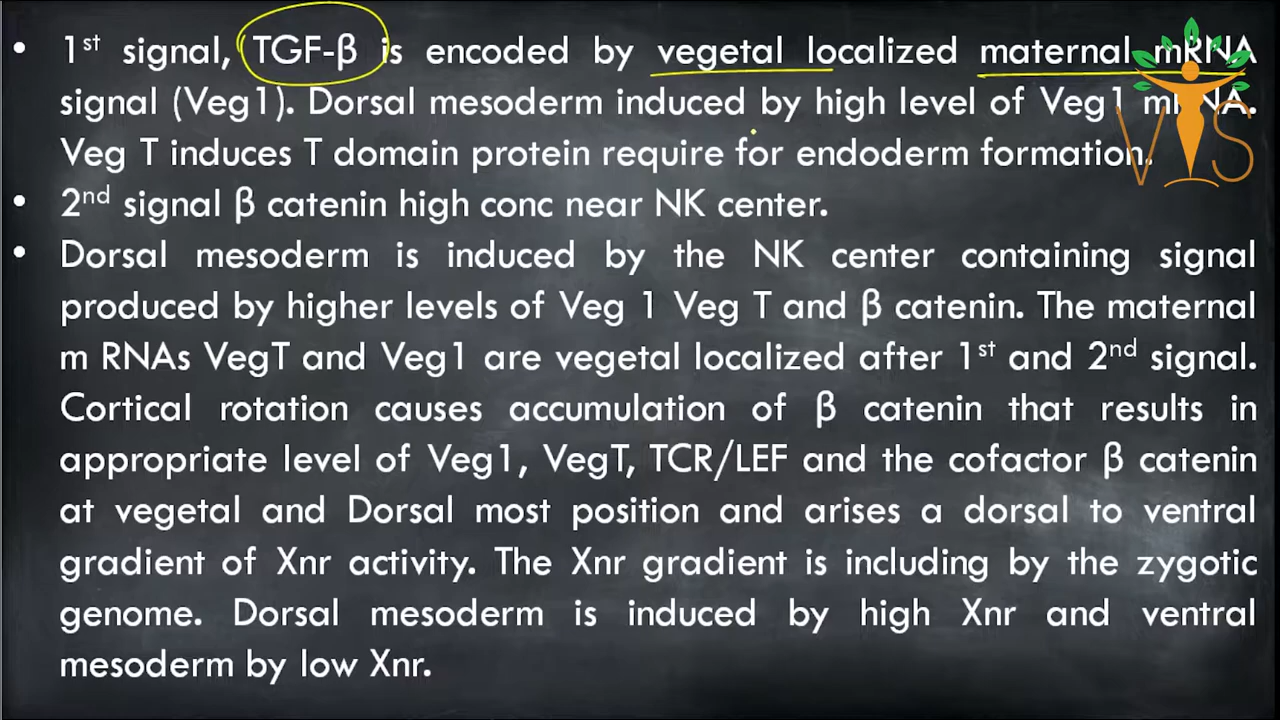 • 1st signal, TGF-β is encoded by vegetal localized maternal mRNA
signal (Veg1). Dorsal mesoderm induced by high level of Veg1 mRNA.
Veg T induces T domain protein require for endoderm formation.
• 2nd signal β catenin high conc near NK center.
• Dorsal mesoderm is induced by the NK center containing signal
produced by higher levels of Veg 1 Veg T and β catenin. The maternal
m RNAs VegT and Veg1 are vegetal localized after 1st and 2nd signal.
Cortical rotation causes accumulation of β catenin that results in
appropriate level of Veg1, VegT, TCR/LEF and the cofactor β catenin
at vegetal and Dorsal most position and arises a dorsal to ventral
gradient of Xnr activity. The Xnr gradient is including by the zygotic
genome. Dorsal mesoderm is induced by high Xnr and ventral
mesoderm by low Xnr.
V S